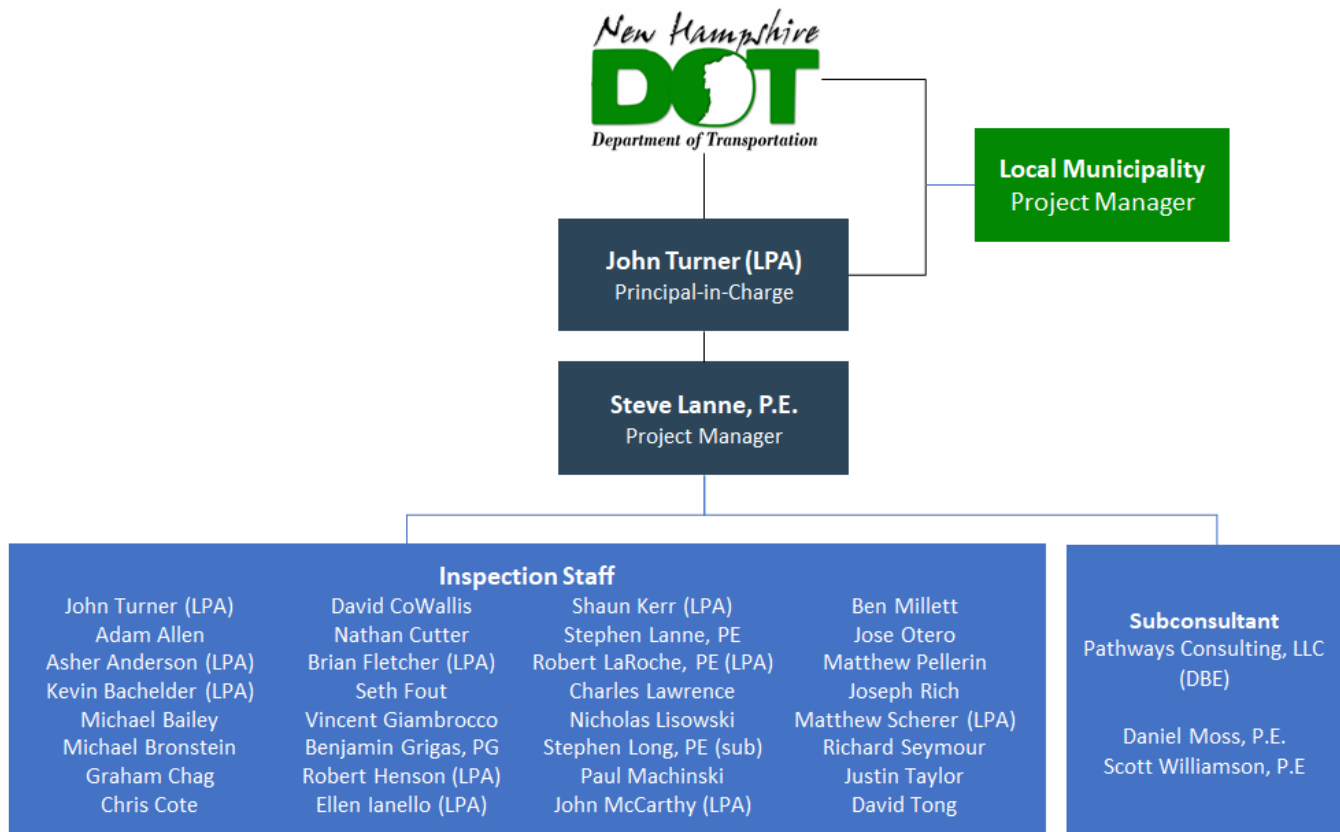 New Hampshire
DOT
Department of Transportation
Local Municipality
Project Manager
John Turner (LPA)
Principal-in-Charge
Steve Lanne, P.E.
Project Manager
Inspection Staff
John Turner (LPA)
Adam Allen
Asher Anderson (LPA)
Kevin Bachelder (LPA)
Michael Bailey
Michael Bronstein
Graham Chag
Chris Cote
David CoWallis
Nathan Cutter
Brian Fletcher (LPA)
Seth Fout
Vincent Giambrocco
Benjamin Grigas, PG
Robert Henson (LPA)
Ellen Ianello (LPA)
Shaun Kerr (LPA)
Stephen Lanne, PE
Robert LaRoche, PE (LPA)
Charles Lawrence
Nicholas Lisowski
Stephen Long, PE (sub)
Paul Machinski
John McCarthy (LPA)
Ben Millett
Jose Otero
Matthew Pellerin
Joseph Rich
Matthew Scherer (LPA)
Richard Seymour
Justin Taylor
David Tong
Subconsultant
Pathways Consulting, LLC
(DBE)
Daniel Moss, P.E.
Scott Williamson, P.E